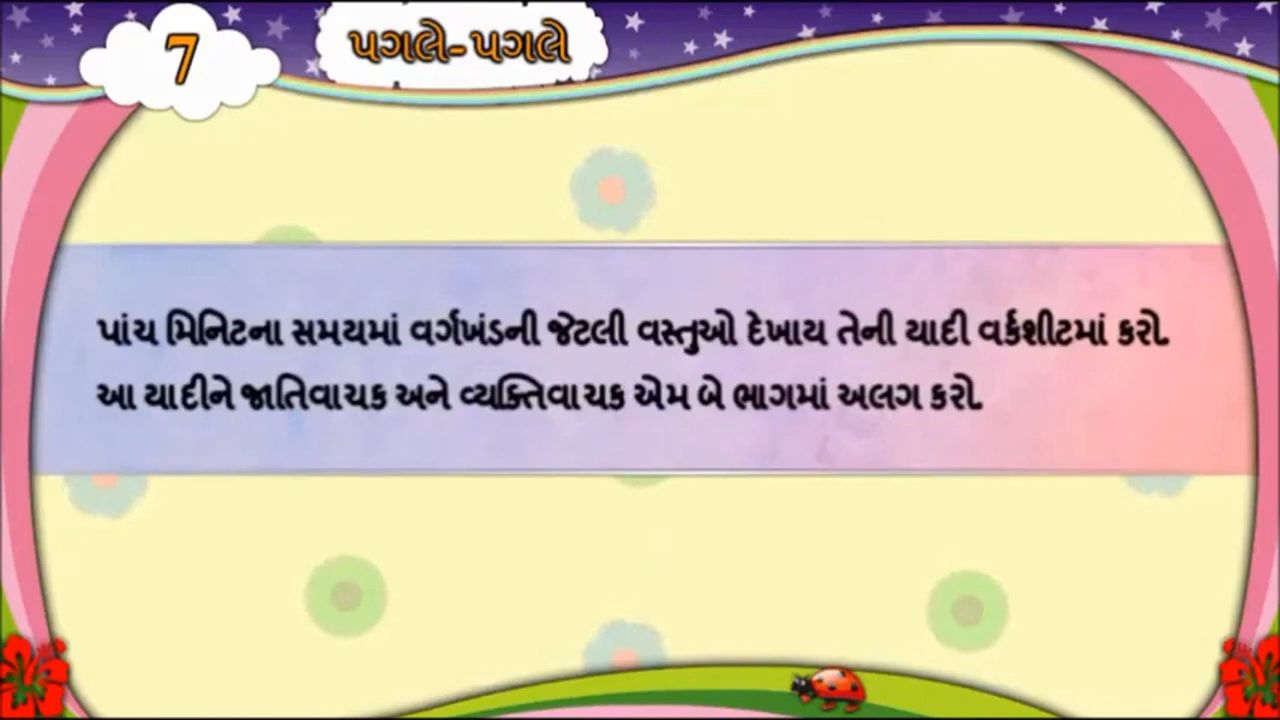 7
પગલે-પગલે
પાંચ મિનિટના સમયમાં વર્ગખંડની જેટલી વસ્તુઓ દેખાય તેની યાદી વર્કશીટમાં કરો.
આ યાદીને જાતિવાચક અને વ્યક્તિવાચક એમ બે ભાગમાં અલગ કરો.